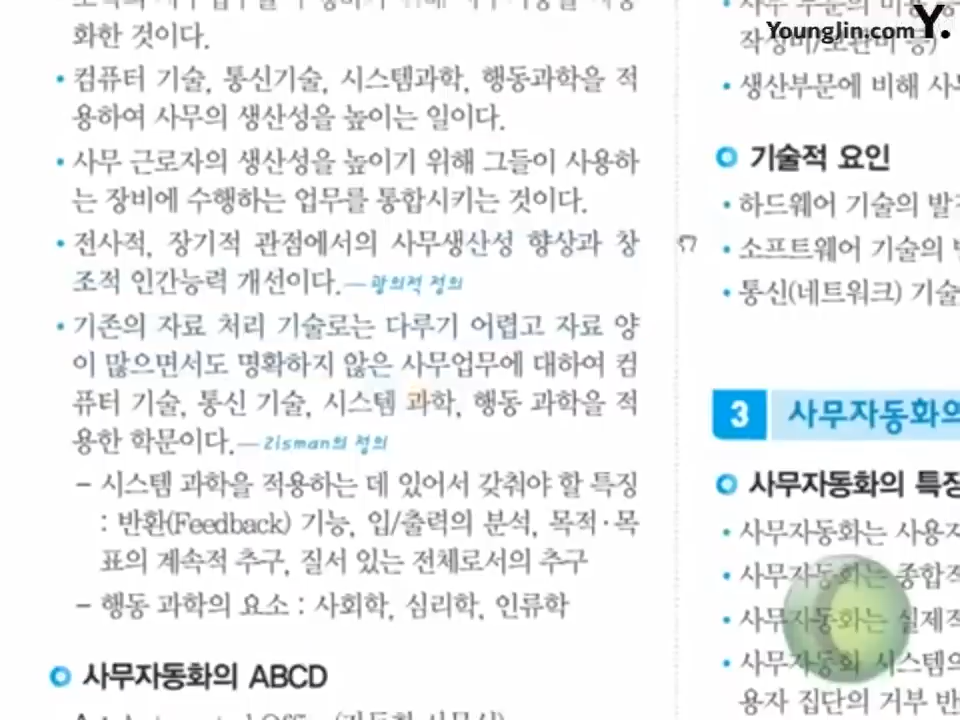 화한 것이다.
• 컴퓨터 기술, 통신기술, 시스템과학, 행동과학을 적
용하여 사무의 생산성을 높이는 일이다.
• 사무 근로자의 생산성을 높이기 위해 그들이 사용하
는 장비에 수행하는 업무를 통합시키는 것이다.
• 전사적, 장기적 관점에서의 사무생산성 향상과 창
조적 인간능력 개선이다. — 광의적 정의
• 기존의 자료 처리 기술로는 다루기 어렵고 자료 양
이 많으면서도 명확하지 않은 사무업무에 대하여 컴
퓨터 기술, 통신 기술, 시스템 과학, 행동 과학을 적
용한 학문이다. — Zisman의 정의
– 시스템 과학을 적용하는 데 있어서 갖춰야 할 특징
: 반환(Feedback) 기능, 입/출력의 분석, 목적·목
표의 계속적 추구, 질서 있는 전체로서의 추구
– 행동 과학의 요소 : 사회학, 심리학, 인류학
사무자동화의 ABCD
YoungJin.com Y.
• 생산부문에 비해
기술적 요인
• 하드웨어 기술의
• 소프트웨어 기술의
• 통신(네트워크)
3 사무자동화의
사무자동화의
• 사무자동화는
• 사무자동화는
• 사무자동화는
• 사무자동화 시스템의
용자 집단의 거부